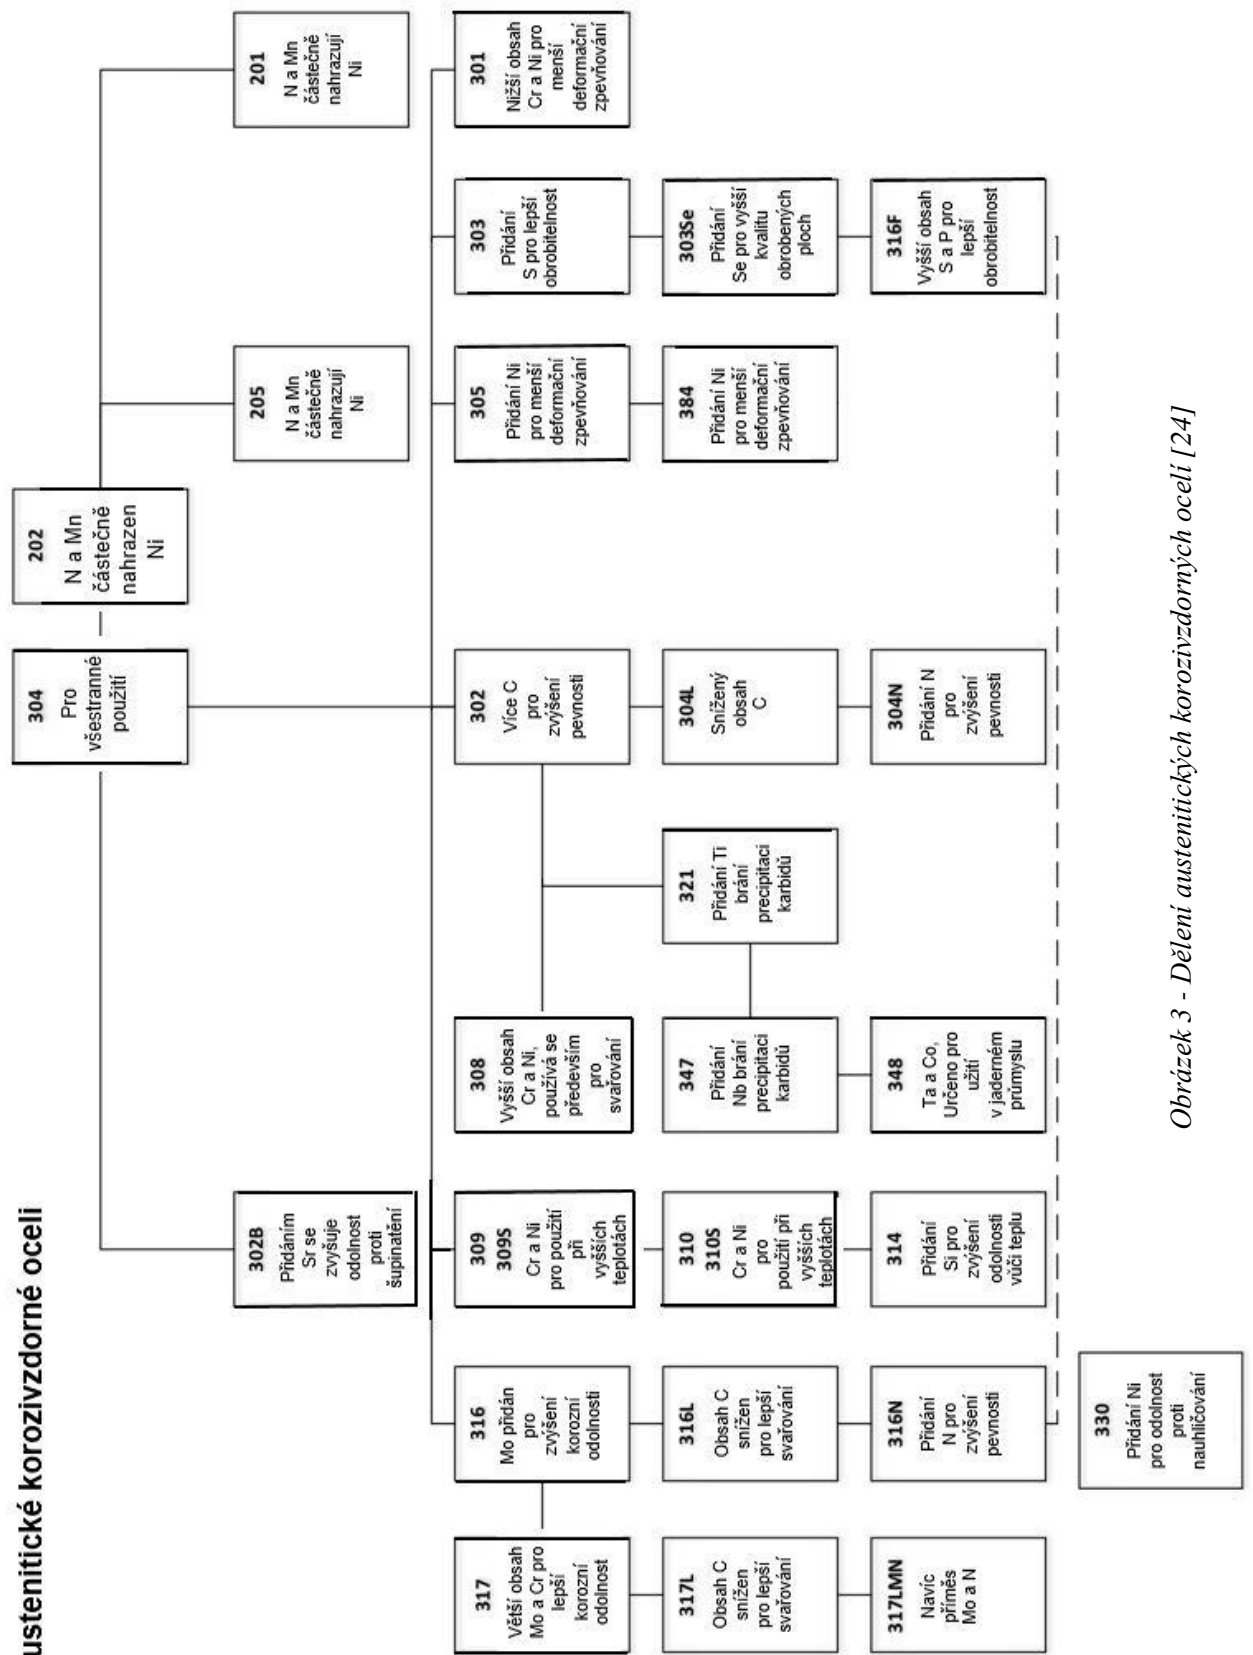 ustenitické korozivzdorné oceli
304
Pro
všestranné
použití
202
N a Mn
částečně
nahrazen
Ni
302B
Přidáním
Sr se
zvyšuje
odolnost
proti
šupinatění
205
N a Mn
částečně
nahrazují
Ni
201
N a Mn
částečně
nahrazují
Ni
317
Větší obsah
Mo a Cr pro
lepší
korozní
odolnost
316
Mo přidán
pro
zvýšení
korozní
odolnosti
309
309S
Cr a Ni
pro použití
při
vyšších
teplotách
308
Vyšší obsah
Cr a Ni,
používá se
především
pro
svařování
302
Více C
pro
zvýšení
pevnosti
305
Přidání Ni
pro menší
deformační
zpevňování
303
Přidání
S pro lepší
obrobitelnost
301
Nižší obsah
Cr a Ni pro
menší
deformační
zpevňování
317L
Obsah C
snížen
pro lepší
svařování
316L
Obsah C
snížen
pro lepší
svařování
310
310S
Cr a Ni
pro
použití při
vyšších
teplotách
347
Přidání
Nb brání
precipitaci
karbidů
321
Přidání Ti
brání
precipitaci
karbidů
304L
Snížený
obsah
C
384
Přidání Ni
pro menší
deformační
zpevňování
303Se
Přidání
Se pro vyšší
kvalitu
obrobených
ploch
317LMN
Navíc
příměs
Mo a N
316N
Přidání
N pro
zvýšení
pevnosti
314
Přidání
Si pro
zvýšení
odolnosti
vůči teplu
348
Ta a Co,
Určeno pro
užití
v jaderném
průmyslu
304N
Přidání N
pro
zvýšení
pevnosti
316F
Vyšší obsah
S a P pro
lepší
obrobitelnost
330
Přidání Ni
pro odolnost
proti
nauhličování
Obrázek 3 - Dělení austenitických korozivzdorných ocelí [24]